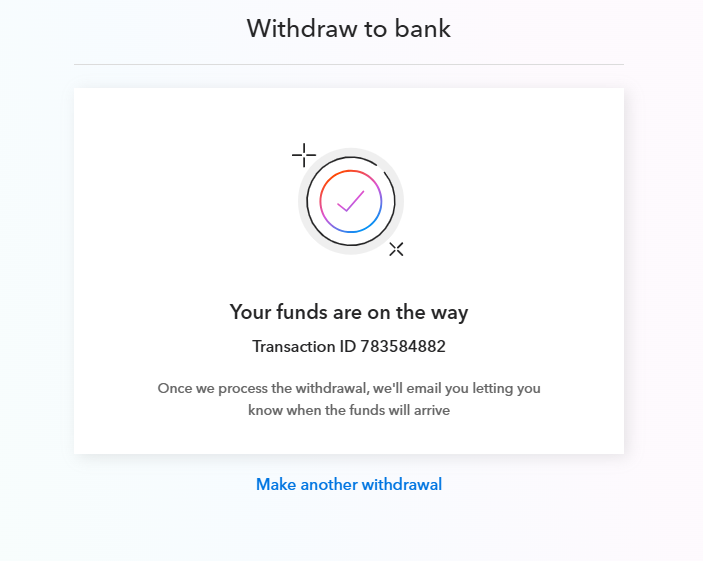 Withdraw to bank
Your funds are on the way
Transaction ID 783584882
Once we process the withdrawal, we'll email you letting you
know when the funds will arrive
Make another withdrawal